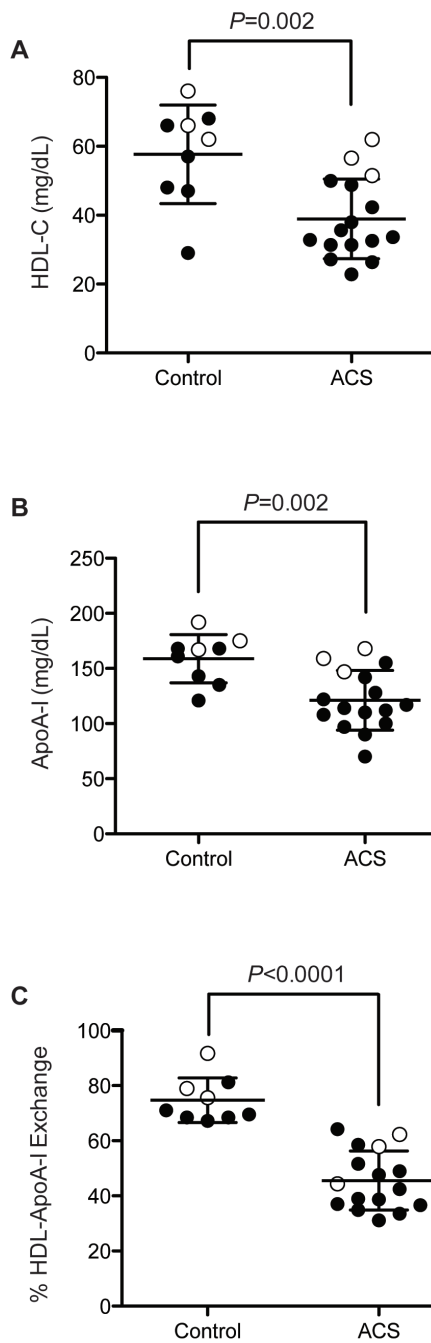 P=0.002
A
80
60
40
20
0
HDL-C (mg/dL)
Control ACS
P=0.002
B
250
200
150
100
50
0
ApoA-I (mg/dL)
Control ACS
P<0.0001
C
100
80
60
40
20
0
% HDL-ApoA-I Exchange
Control ACS